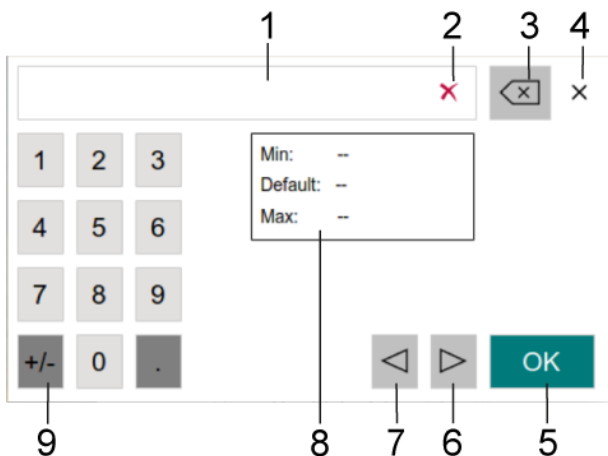 1 2 3 4
1 2 3
Min: --
Default: --
Max: --
4 5 6
7 8 9
+/- 0 . OK
9 8 7 6 5